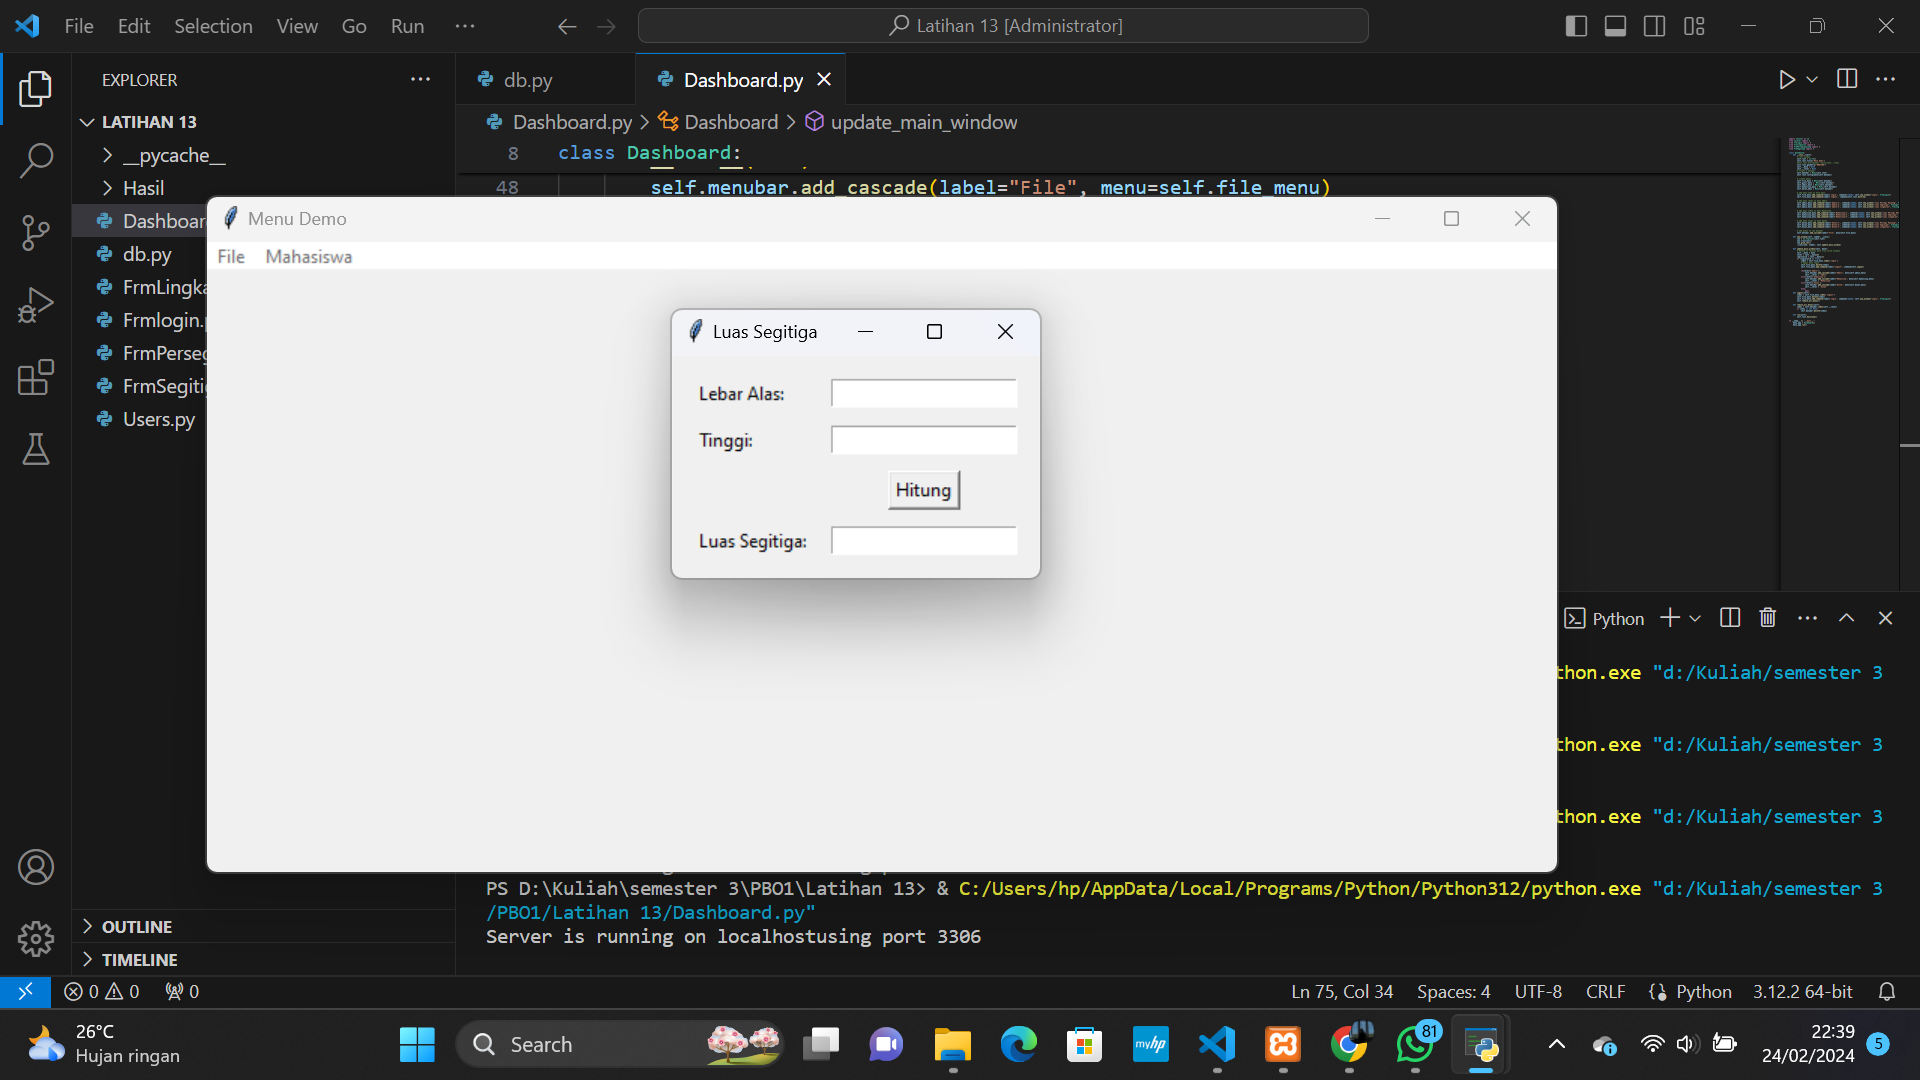 File Edit Selection View Go Run ···
Latihan 13 [Administrator]
EXPLORER
LATIHAN 13
__pycache__
Hasil
Dashboar
db.py
FrmLingka
Frmlogin.
FrmPerseg
FrmSegiti
Users.py
OUTLINE
TIMELINE
db.py
Dashboard.py
Dashboard.py > Dashboard > update_main_window
8 class Dashboard:
48 self.menubar.add_cascade(label="File", menu=self.file_menu)
Menu Demo
File Mahasiswa
Luas Segitiga
Lebar Alas:
Tinggi:
Hitung
Luas Segitiga:
Python
thon.exe "d:/Kuliah/semester 3
thon.exe "d:/Kuliah/semester 3
thon.exe "d:/Kuliah/semester 3
PS D:\Kuliah\semester 3\PBO1\Latihan 13> & C:/Users/hp/AppData/Local/Programs/Python/Python312/python.exe "d:/Kuliah/semester 3
/PBO1/Latihan 13/Dashboard.py"
Server is running on localhostusing port 3306
0 0 0
Ln 75, Col 34 Spaces: 4 UTF-8 CRLF Python 3.12.2 64-bit
26°C
Hujan ringan
Search
myhp
81
22:39
24/02/2024
5